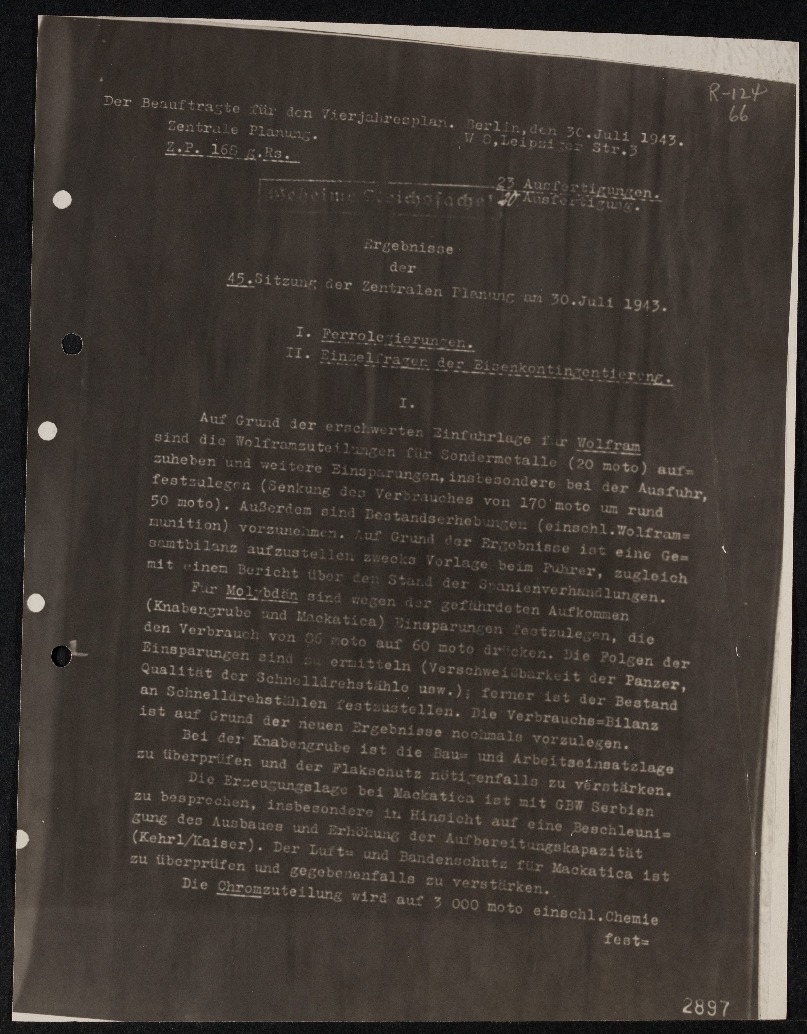 R-124
66
Der Beauftragte für den Vierjahresplan. Berlin,den 30.Juli 1943.
Zentrale Planung. W 8,Leipziger Str.3
Z.P. 168 g.Rs.
23 Ausfertigungen.
Geheime Reichssache! 20 Ausfertigung.
Ergebnisse
der
45.Sitzung der Zentralen Planung am 30.Juli 1943.
I. Ferrolegierungen.
II. Einzelfragen der Eisenkontingentierung.
I.
Auf Grund der erschwerten Einfuhrlage für Wolfram
sind die Wolframzuteilungen für Sondermetalle (20 moto) auf=
zuheben und weitere Einsparungen,insbesondere bei der Ausfuhr,
festzulegen (Senkung des Verbrauches von 170 moto um rund
50 moto). Außerdem sind Bestandserhebungen (einschl.Wolfram=
munition) vorzunehmen. Auf Grund der Ergebnisse ist eine Ge=
samtbilanz aufzustellen zwecks Vorlage beim Führer, zugleich
mit einem Bericht über den Stand der Spanienverhandlungen.
Für Molybdän sind wegen der gefährdeten Aufkommen
(Knabengrube und Mackatica) Einsparungen festzulegen, die
den Verbrauch von 86 moto auf 60 moto drücken. Die Folgen der
Einsparungen sind zu ermitteln (Verschweißbarkeit der Panzer,
Qualität der Schnelldrehstähle usw.); ferner ist der Bestand
an Schnelldrehstählen festzustellen. Die Verbrauchs=Bilanz
ist auf Grund der neuen Ergebnisse nochmals vorzulegen.
Bei der Knabengrube ist die Bau= und Arbeitseinsatzlage
zu überprüfen und der Flakschutz nötigenfalls zu verstärken.
Die Erzeugungslage bei Mackatica ist mit GBW Serbien
zu besprechen, insbesondere in Hinsicht auf eine Beschleuni=
gung des Ausbaues und Erhöhung der Aufbereitungskapazität
(Kehrl/Kaiser). Der Luft= und Bandenschutz für Mackatica ist
zu überprüfen und gegebenenfalls zu verstärken.
Die Chromzuteilung wird auf 3 000 moto einschl.Chemie
fest=
2897